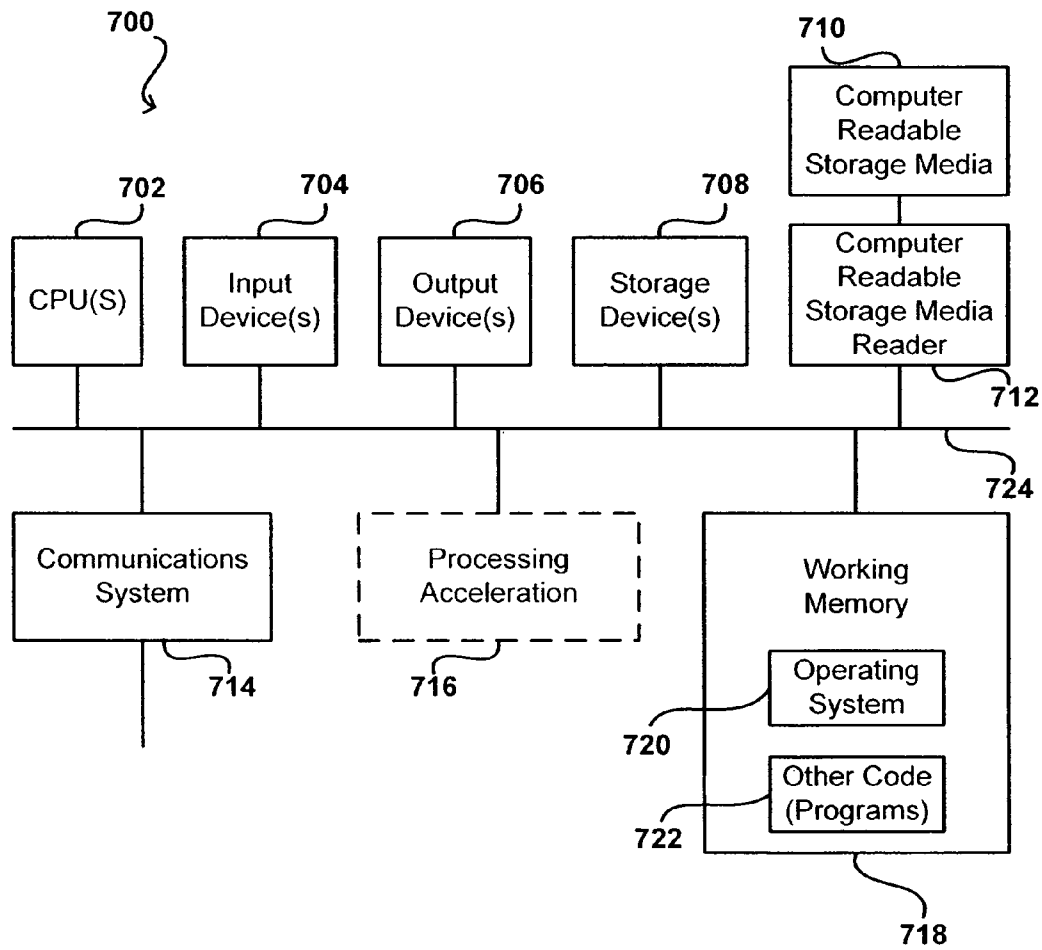 700
710
Computer
Readable
Storage Media
702
704
706
708
CPU(S)
Input
Device(s)
Output
Device(s)
Storage
Device(s)
Computer
Readable
Storage Media
Reader
712
724
Communications
System
714
Processing
Acceleration
716
Working
Memory
Operating
System
720
Other Code
(Programs)
722
718